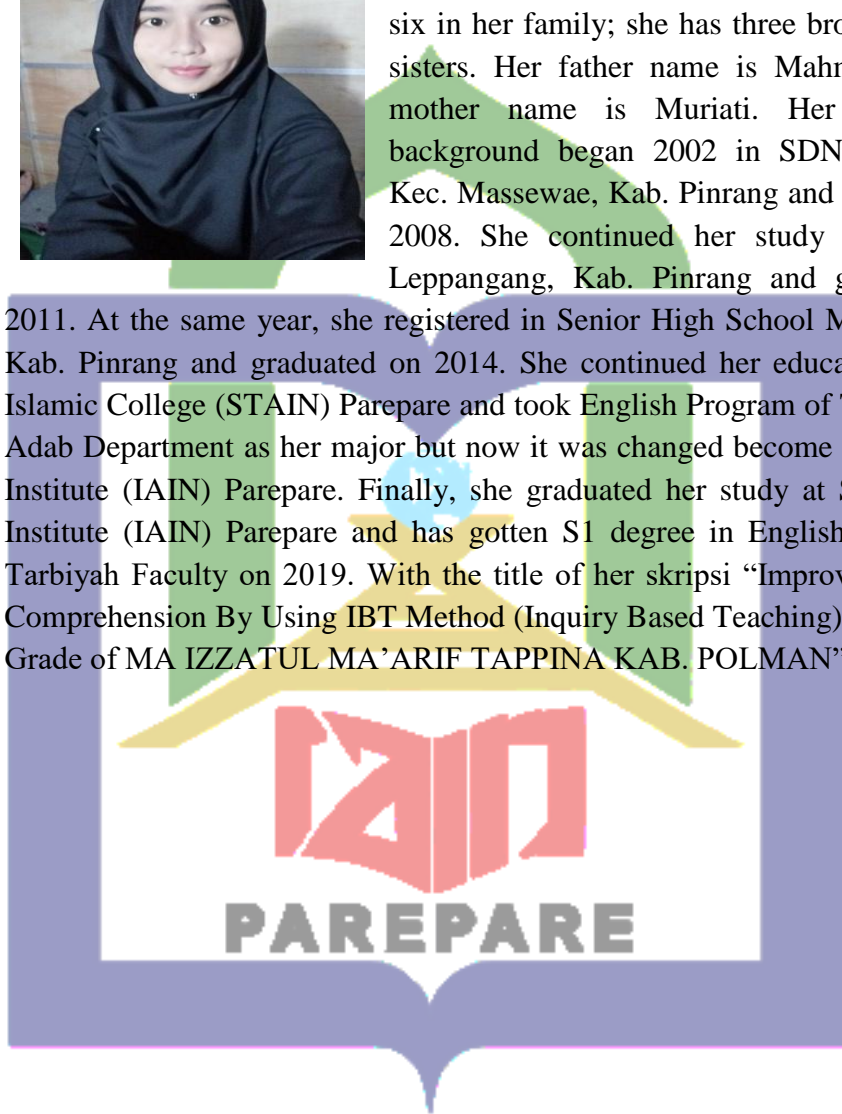 six in her family; she has three bro
sisters. Her father name is Mahm
mother name is Muriati. Her
background began 2002 in SDN
Kec. Massewae, Kab. Pinrang and
2008. She continued her study
Leppangang, Kab. Pinrang and g
2011. At the same year, she registered in Senior High School M
Kab. Pinrang and graduated on 2014. She continued her educa
Islamic College (STAIN) Parepare and took English Program of T
Adab Department as her major but now it was changed become
Institute (IAIN) Parepare. Finally, she graduated her study at S
Institute (IAIN) Parepare and has gotten S1 degree in English
Tarbiyah Faculty on 2019. With the title of her skripsi “Improv
Comprehension By Using IBT Method (Inquiry Based Teaching)
Grade of MA IZZATUL MA’ARIF TAPPINA KAB. POLMAN”
IAIN
PAREPARE